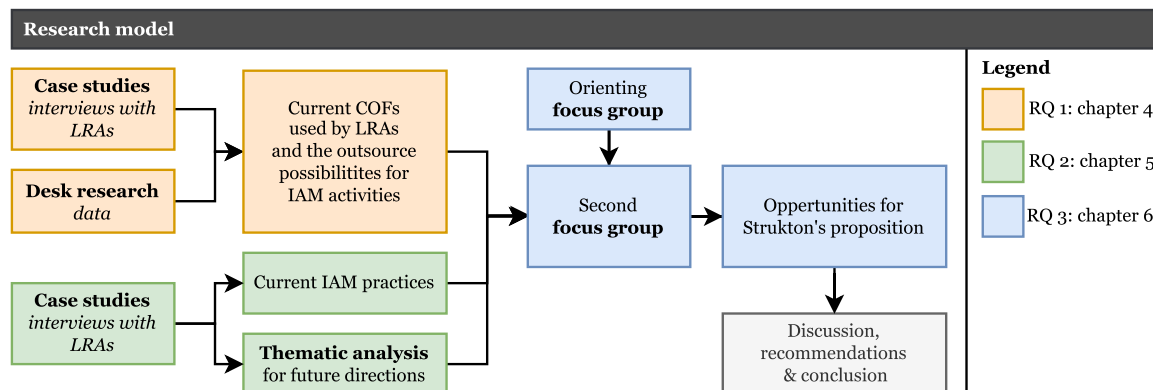 Research model
Case studies
interviews with
LRAs
Desk research
data
Current COFs
used by LRAs
and the outsource
possibilitites for
IAM activities
Orienting
focus group
Second
focus group
Oppertunities for
Strukton's proposition
Case studies
interviews with
LRAs
Current IAM practices
Thematic analysis
for future directions
Discussion,
recommendations
& conclusion
Legend
RQ 1: chapter 4
RQ 2: chapter 5
RQ 3: chapter 6